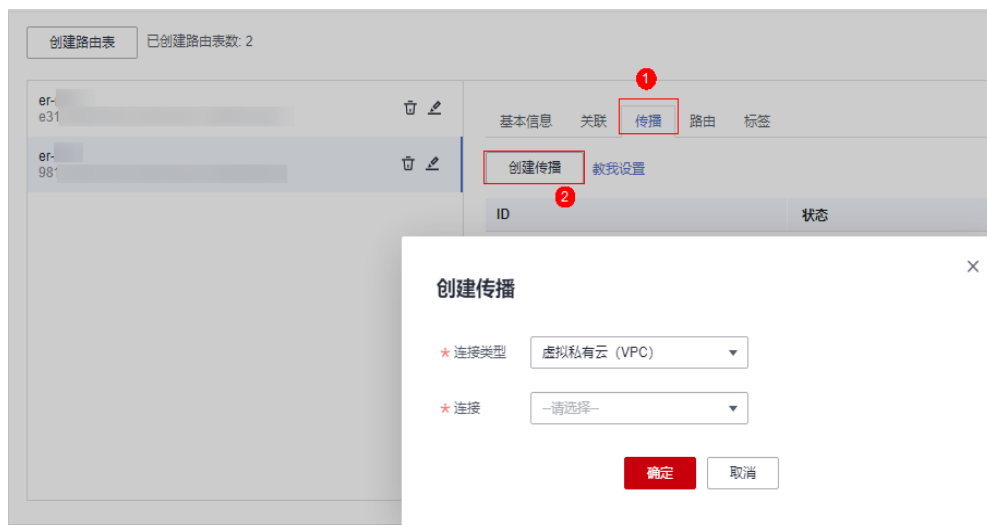 创建路由表 已创建路由表数: 2
1
er-
e31
基本信息 关联 传播 路由 标签
er-
981
创建传播 教我设置
2
ID 状态
创建传播
* 连接类型 虚拟私有云（VPC）
* 连接 --请选择--
确定 取消